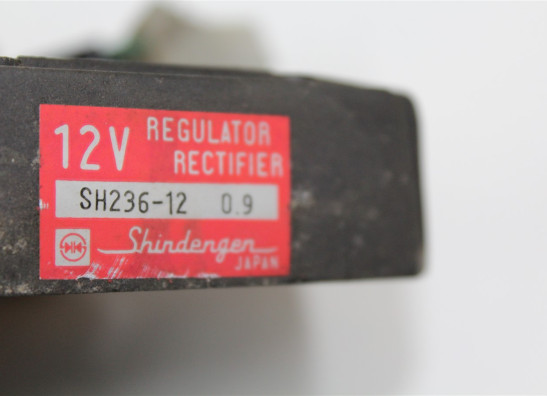 12V REGULATOR
RECTIFIER
SH236-12 0.9
Shindengen
JAPAN